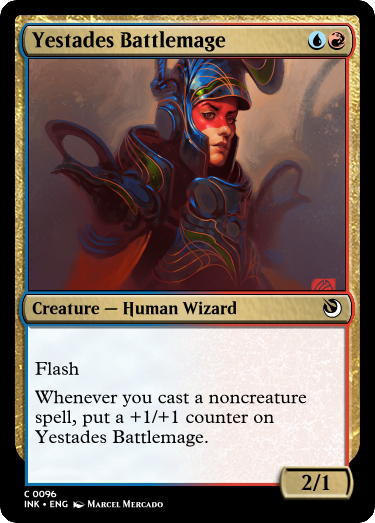 Yestades Battlemage
Creature — Human Wizard
Flash
Whenever you cast a noncreature
spell, put a +1/+1 counter on
Yestades Battlemage.
2/1
C 0096
INK • ENG Marcel Mercado